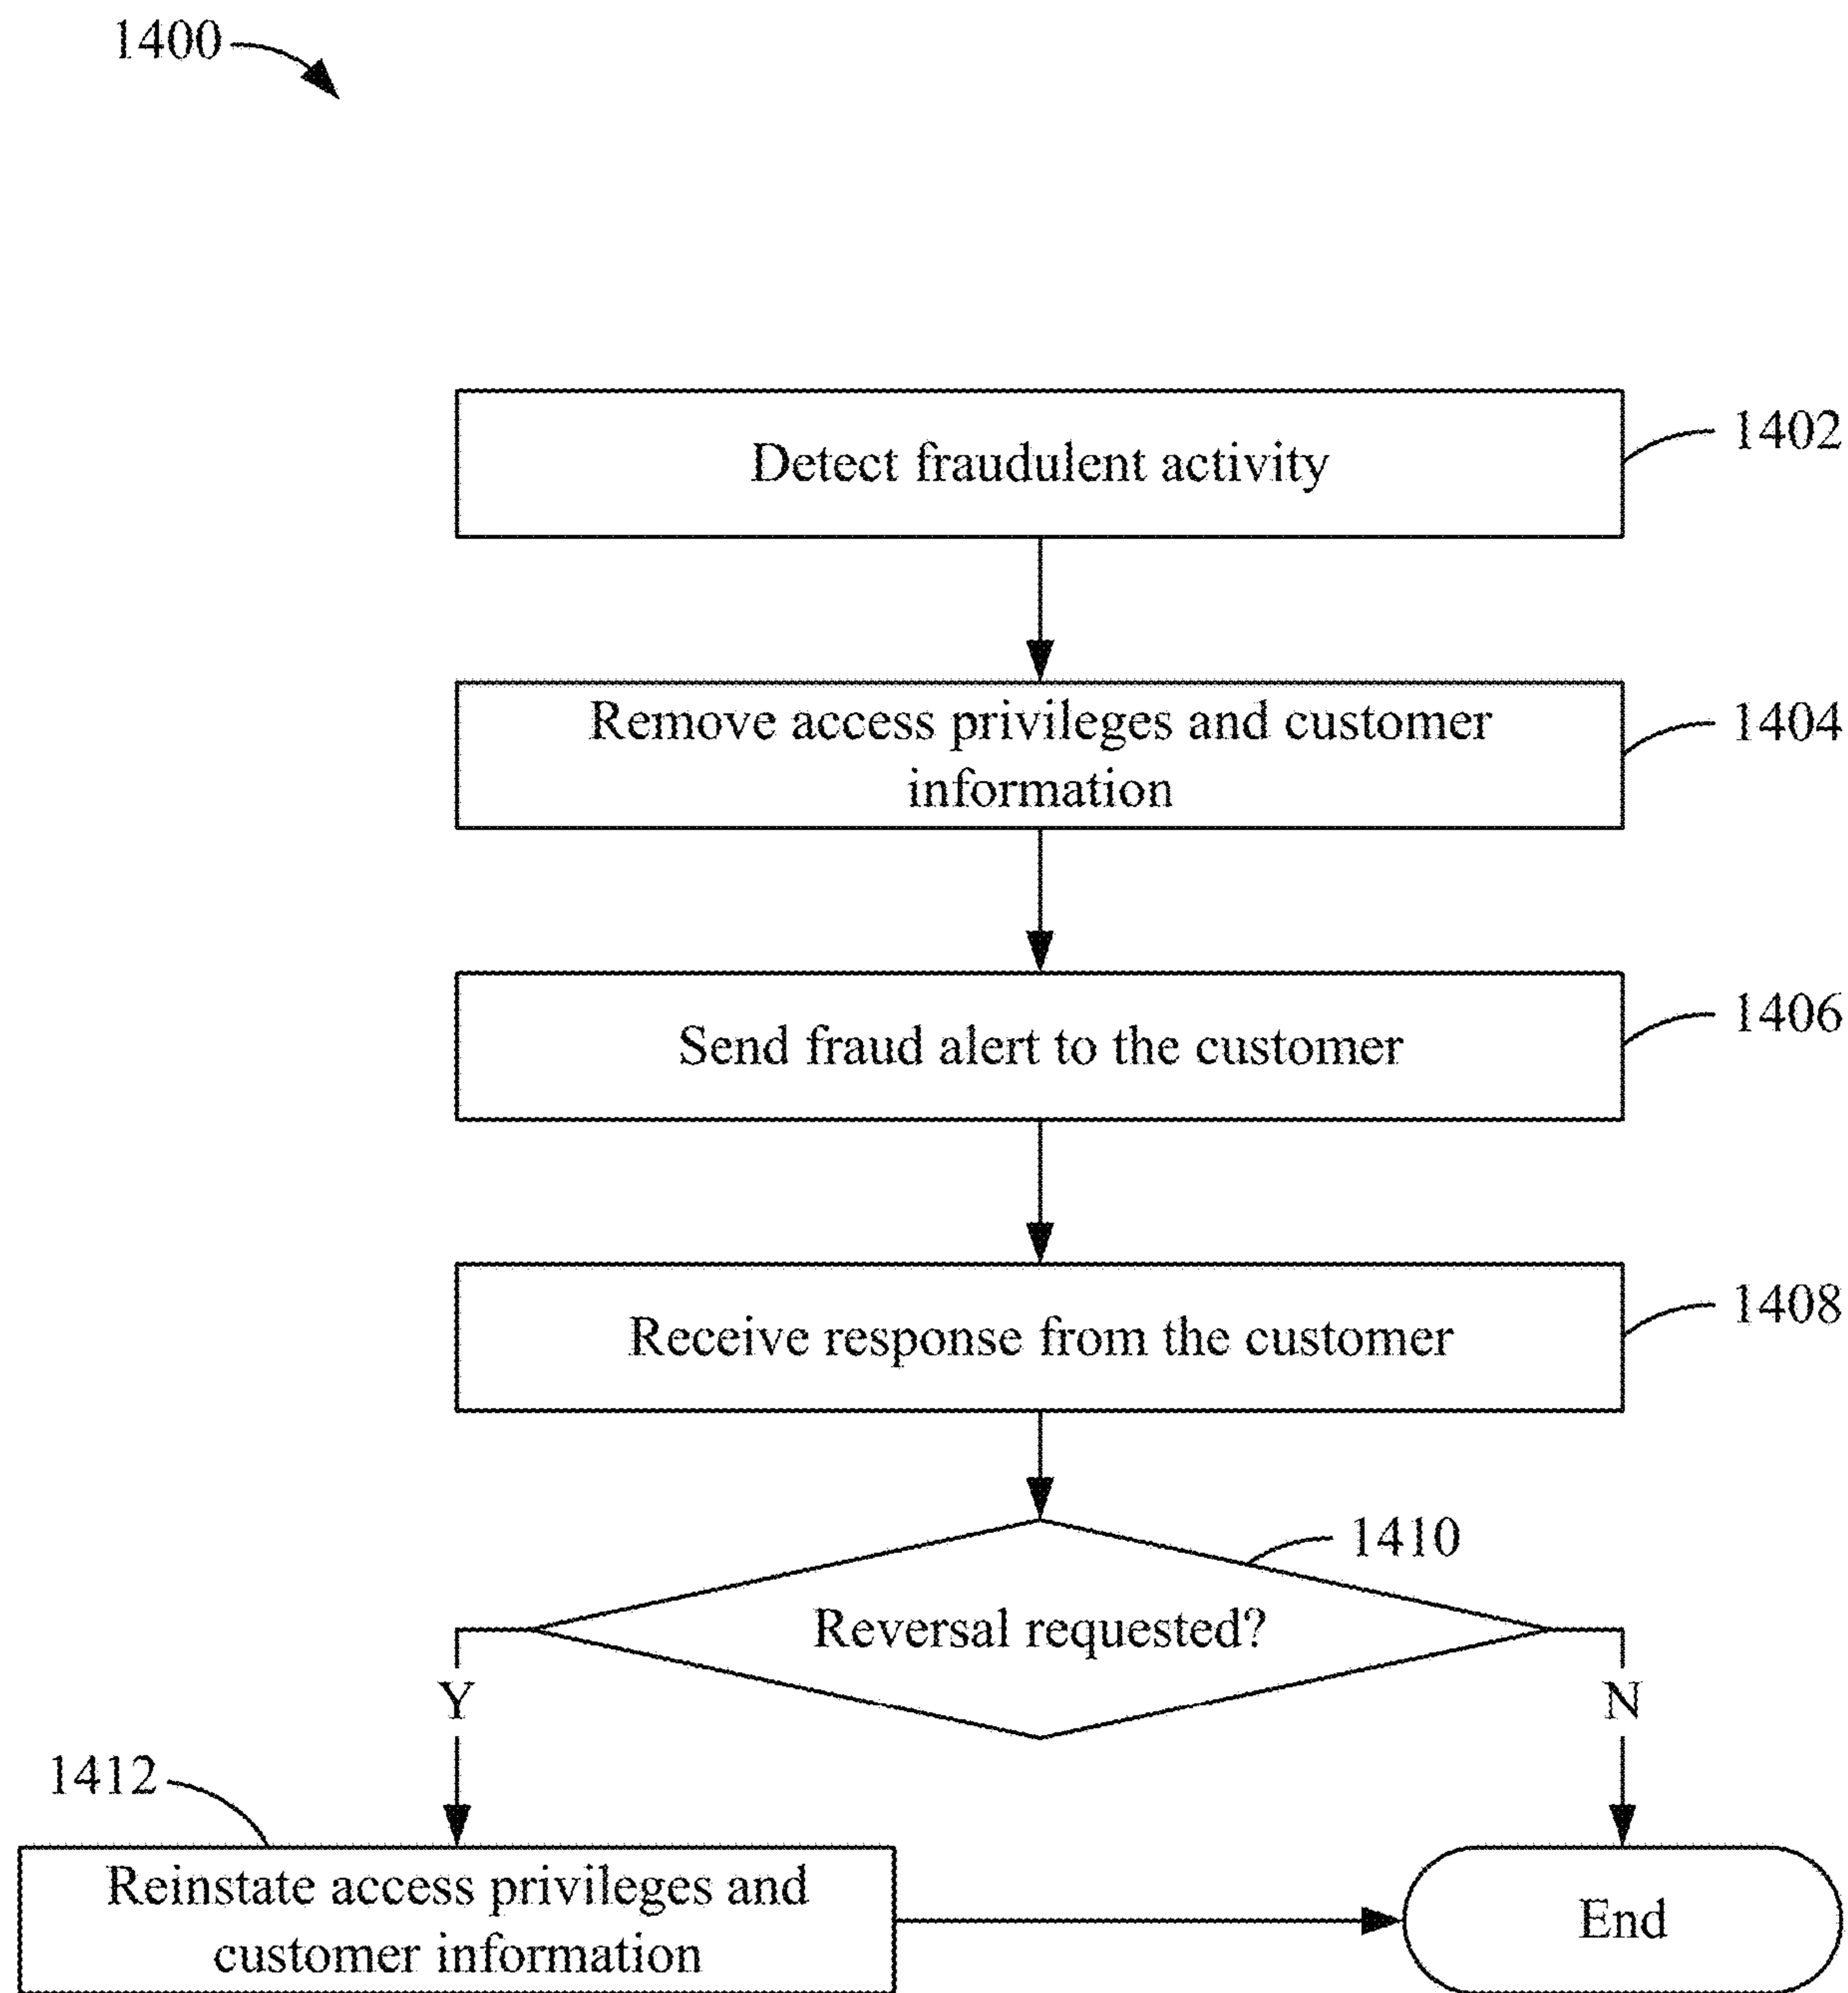 1400
Detect fraudulent activity
1402
Remove access privileges and customer
information
1404
Send fraud alert to the customer
1406
Receive response from the customer
1408
1410
Reversal requested?
Y
N
1412
Reinstate access privileges and
customer information
End